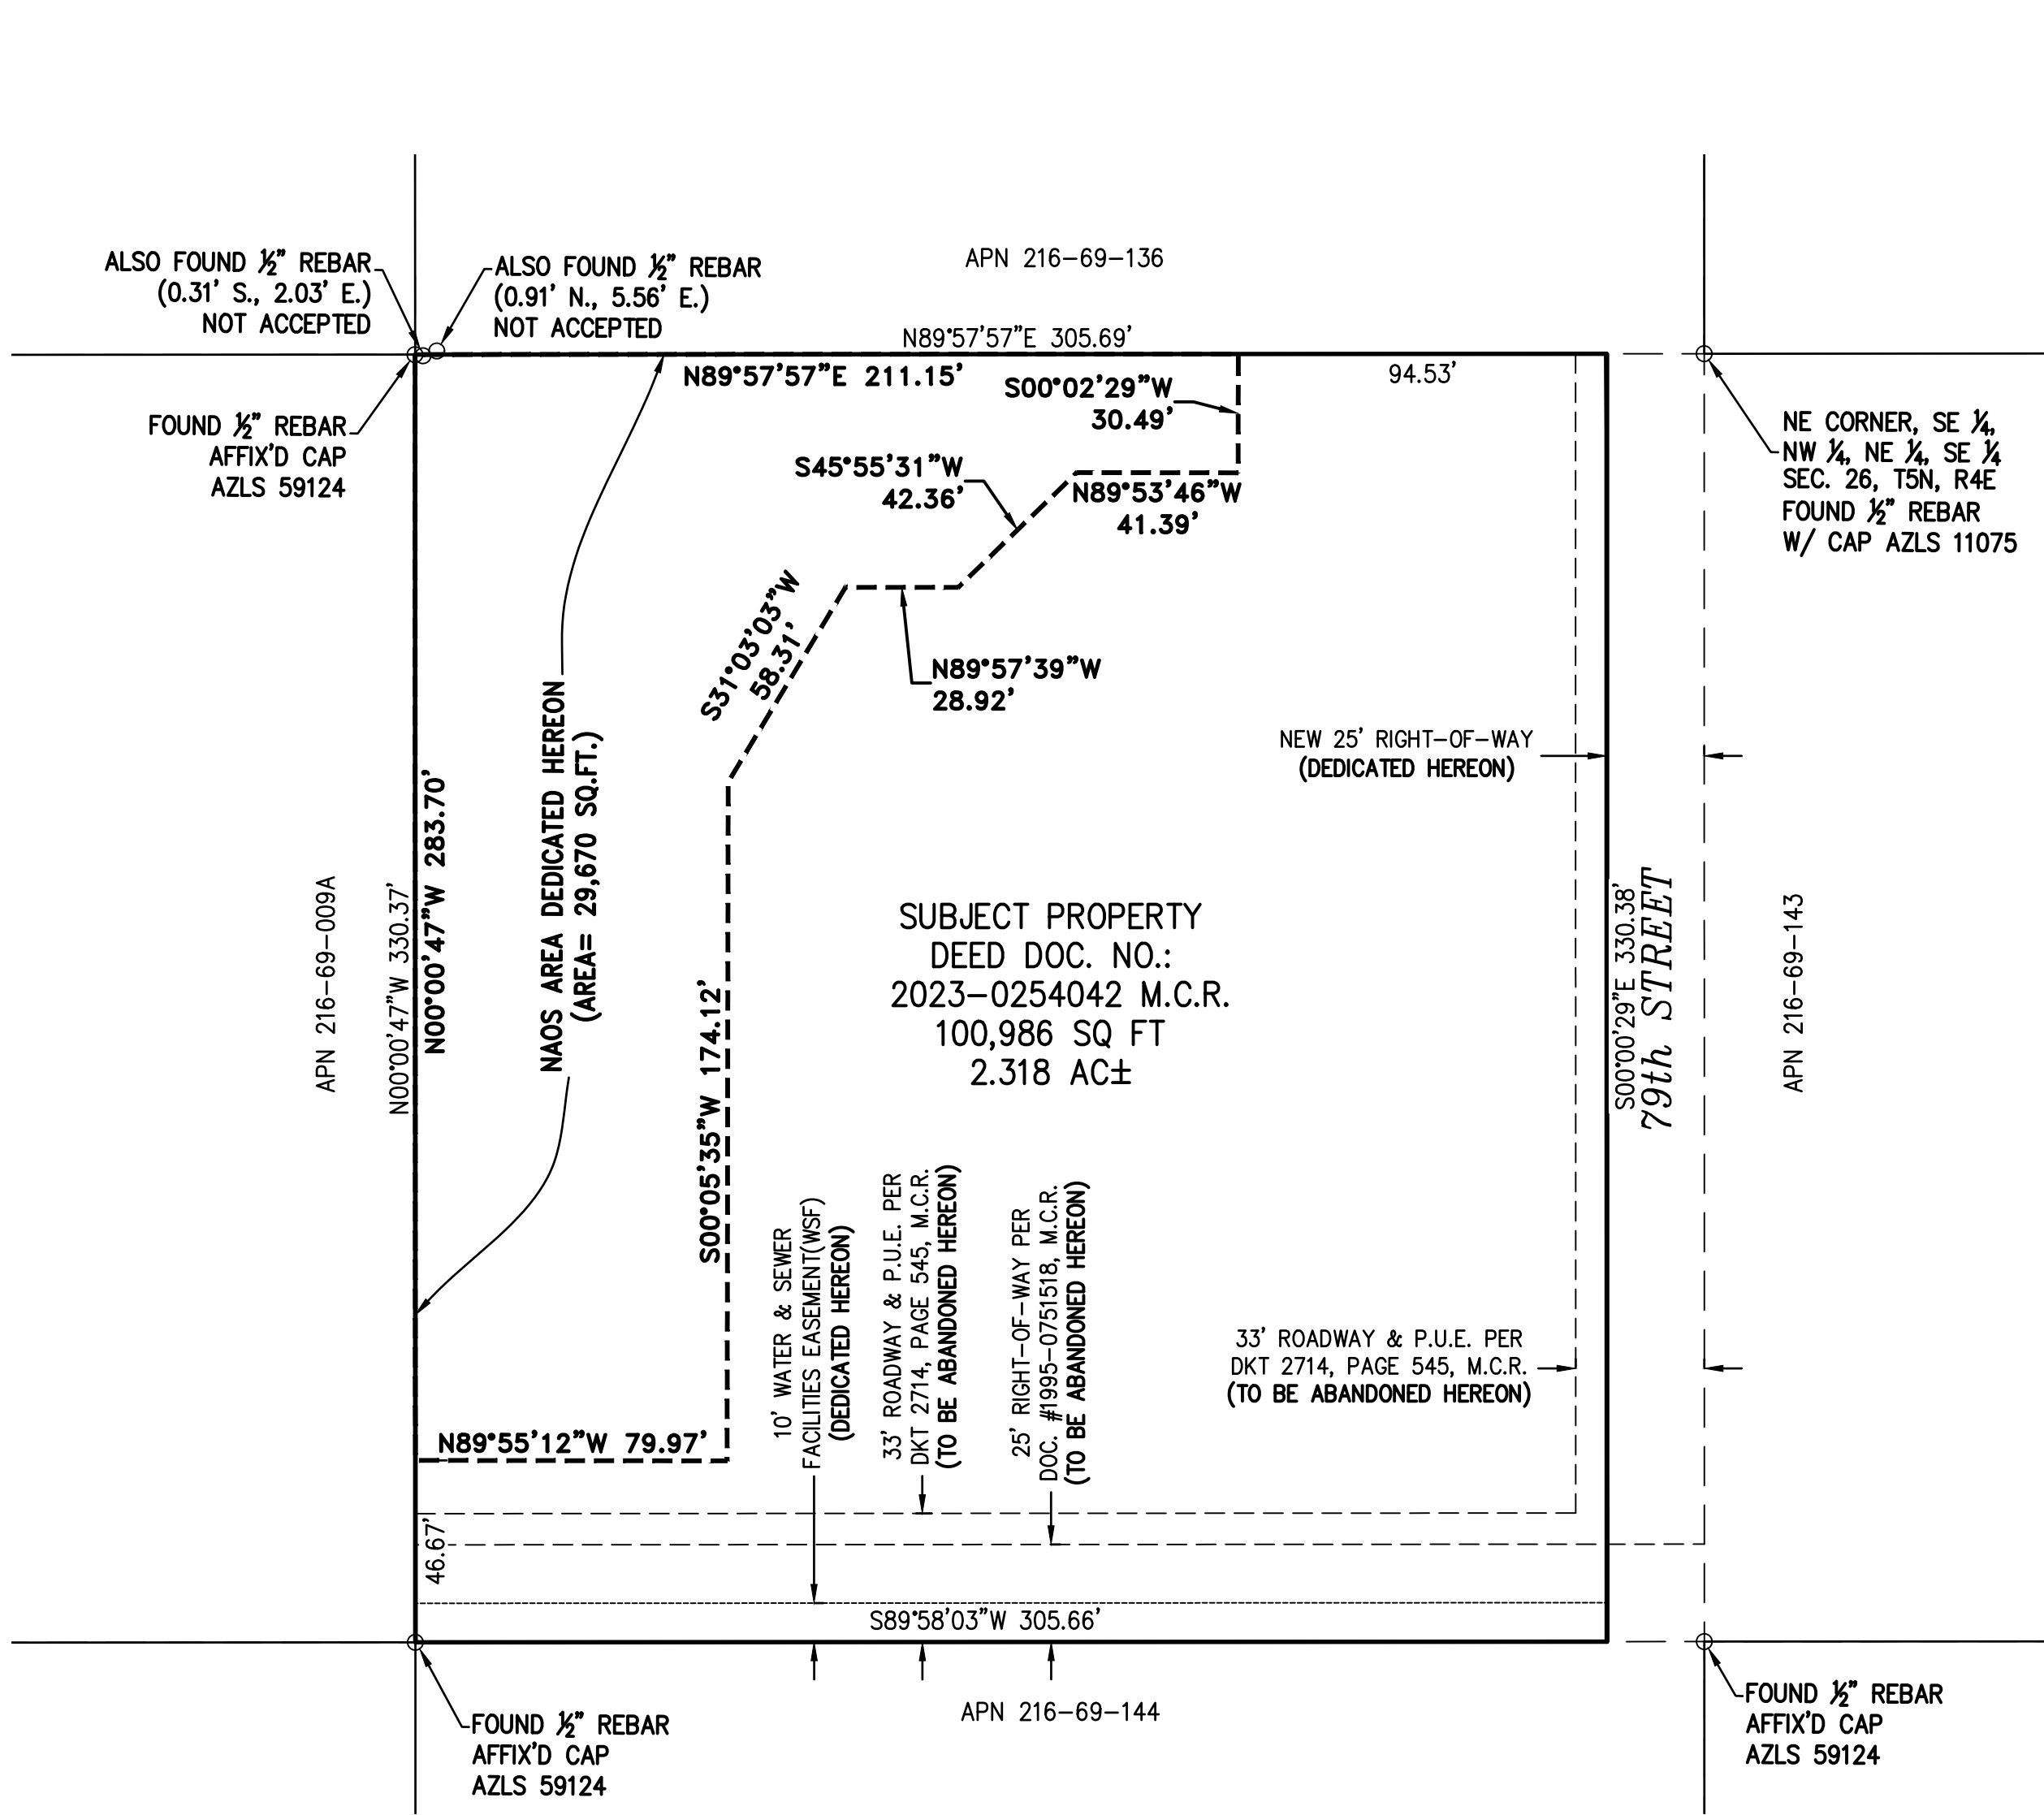 APN 216-69-136
ALSO FOUND ½" REBAR
(0.31' S., 2.03' E.)
NOT ACCEPTED
ALSO FOUND ½" REBAR
(0.91' N., 5.56' E.)
NOT ACCEPTED
N89°57'57"E 305.69'
N89°57'57"E 211.15'
S00°02'29"W
30.49'
94.53'
FOUND ½" REBAR
AFFIX'D CAP
AZLS 59124
NE CORNER, SE ¼,
NW ¼, NE ¼, SE ¼
SEC. 26, T5N, R4E
FOUND ½" REBAR
W/ CAP AZLS 11075
S45°55'31"W
42.36'
N89°53'46"W
41.39'
S31°03'03"W
58.31'
N89°57'39"W
28.92'
NEW 25' RIGHT-OF-WAY
(DEDICATED HEREON)
NAOS AREA DEDICATED HEREON
(AREA= 29,670 SQ.FT.)
APN 216-69-009A
N00°00'47"W 330.37'
N00°00'47"W 283.70'
S00°05'35"W 174.12'
SUBJECT PROPERTY
DEED DOC. NO.:
2023-0254042 M.C.R.
100,986 SQ FT
2.318 AC±
S00°00'29"E 330.38'
79th STREET
APN 216-69-143
10' WATER & SEWER
FACILITIES EASEMENT(WSF)
(DEDICATED HEREON)
33' ROADWAY & P.U.E. PER
DKT 2714, PAGE 545, M.C.R.
(TO BE ABANDONED HEREON)
25' RIGHT-OF-WAY PER
DOC. #1995-0751518, M.C.R.
(TO BE ABANDONED HEREON)
33' ROADWAY & P.U.E. PER
DKT 2714, PAGE 545, M.C.R.
(TO BE ABANDONED HEREON)
N89°55'12"W 79.97'
46.67'
S89°58'03"W 305.66'
APN 216-69-144
FOUND ½" REBAR
AFFIX'D CAP
AZLS 59124
FOUND ½" REBAR
AFFIX'D CAP
AZLS 59124